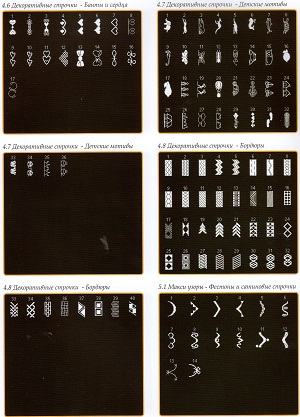 4.6 Декоративные строчки - Банты и сердца
1 2 3 4 5 6 7 8
9 10 11 12 13 14 15 16
17
4.7 Декоративные строчки - Детские мотивы
1 2 3 4 5 6 7 8
9 10 11 12 13 14 15 16
17 18 19 20 21 22 23 24
25 26 27 28 29 30 31 32
4.7 Декоративные строчки - Детские мотивы
33 34 35 36
4.8 Декоративные строчки - Бордюры
1 2 3 4 5 6 7 8
9 10 11 12 13 14 15 16
17 18 19 20 21 22 23 24
25 26 27 28 29 30 31 32
4.8 Декоративные строчки - Бордюры
33 34 35 36 37 38 39 40
5.1 Макси узоры - Фестоны и сатиновые строчки
1 2 3 4 5 6
7 8 9 10 11 12
13 14